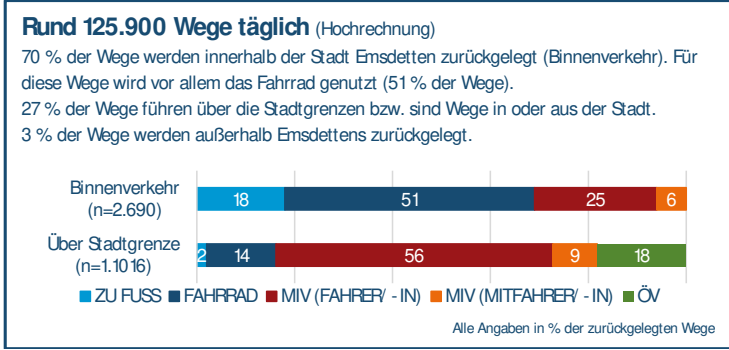 Rund 125.900 Wege täglich (Hochrechnung)
70 % der Wege werden innerhalb der Stadt Emsdetten zurückgelegt (Binnenverkehr). Für
diese Wege wird vor allem das Fahrrad genutzt (51 % der Wege).
27 % der Wege führen über die Stadtgrenzen bzw. sind Wege in oder aus der Stadt.
3 % der Wege werden außerhalb Emsdettens zurückgelegt.
Binnenverkehr
(n=2.690)
18 51 25 6
Über Stadtgrenze
(n=1.1016)
2 14 56 9 18
ZU FUSS FAHRRAD MIV (FAHRER/ - IN) MIV (MITFAHRER/ - IN) ÖV
Alle Angaben in % der zurückgelegten Wege